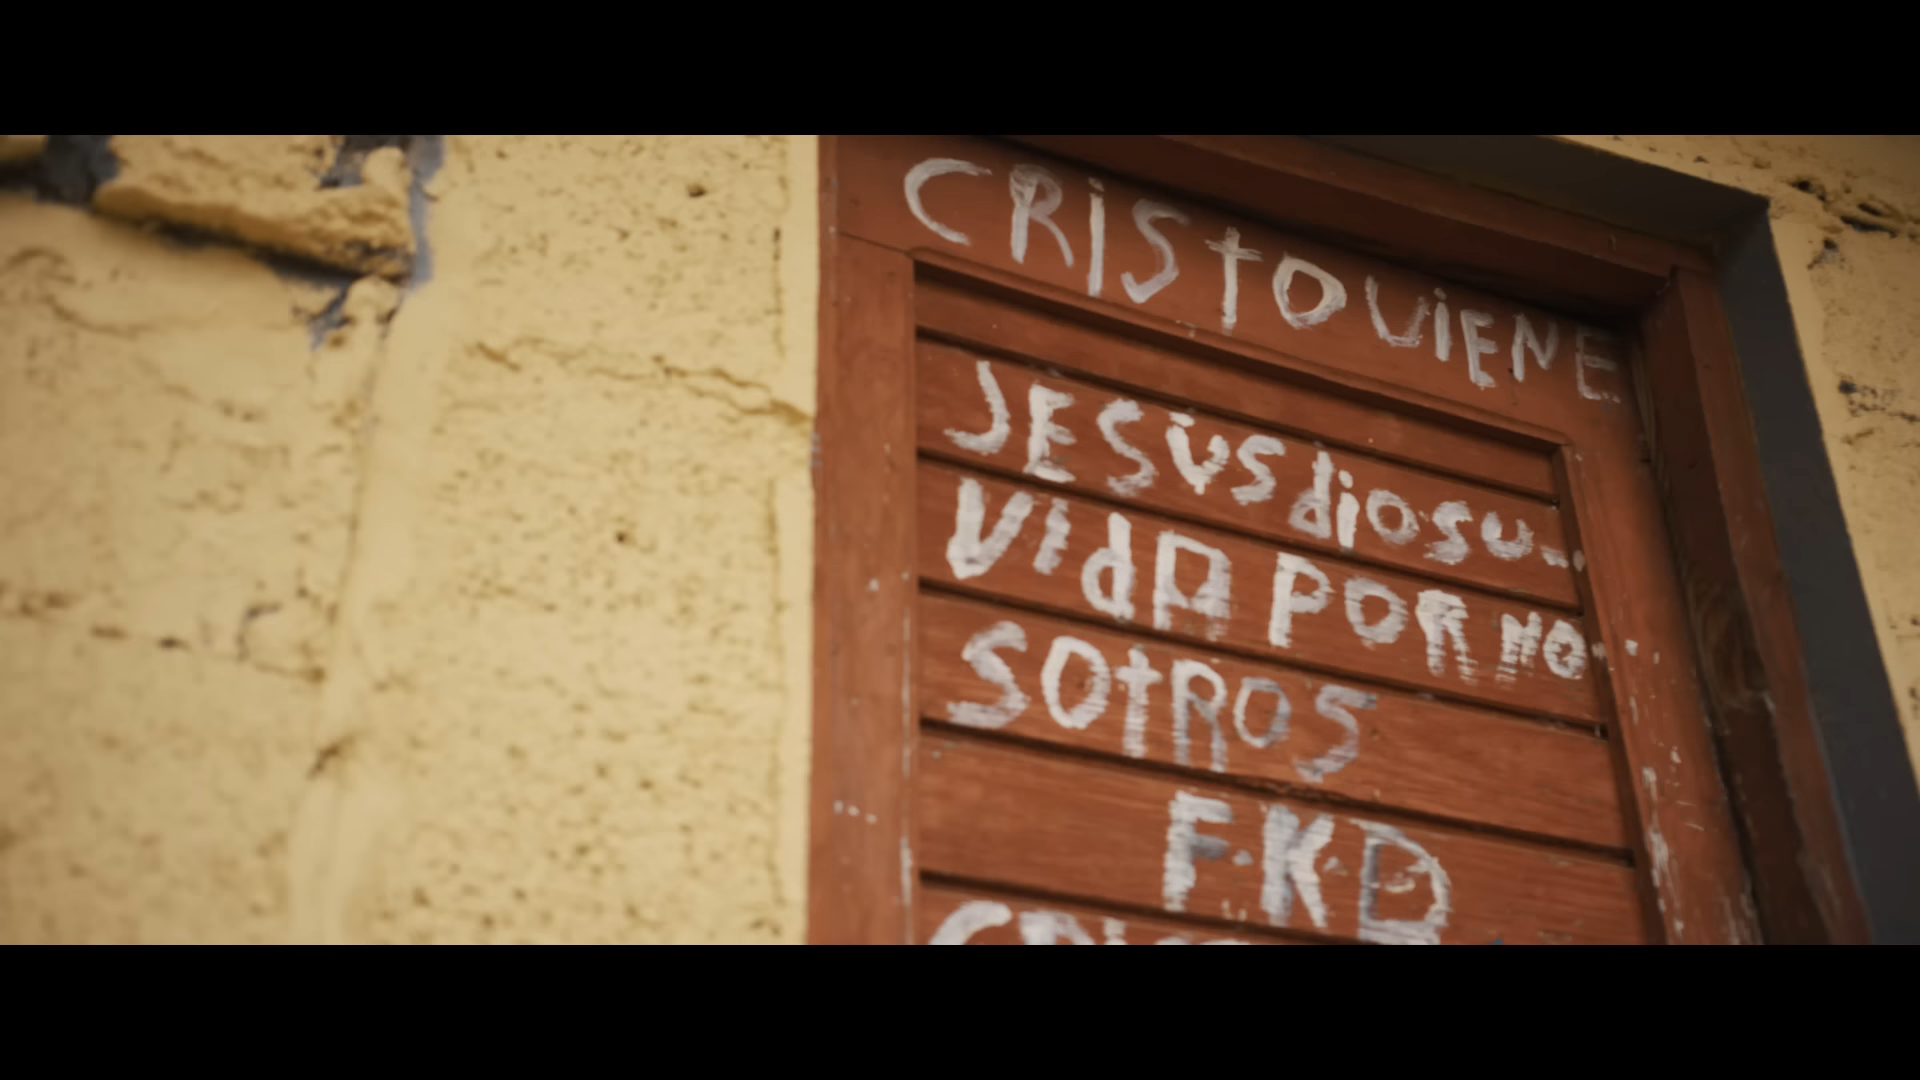 CRiStO ViENE
JESUS dio su
VidA POR NO
SOtROS
F.K.D